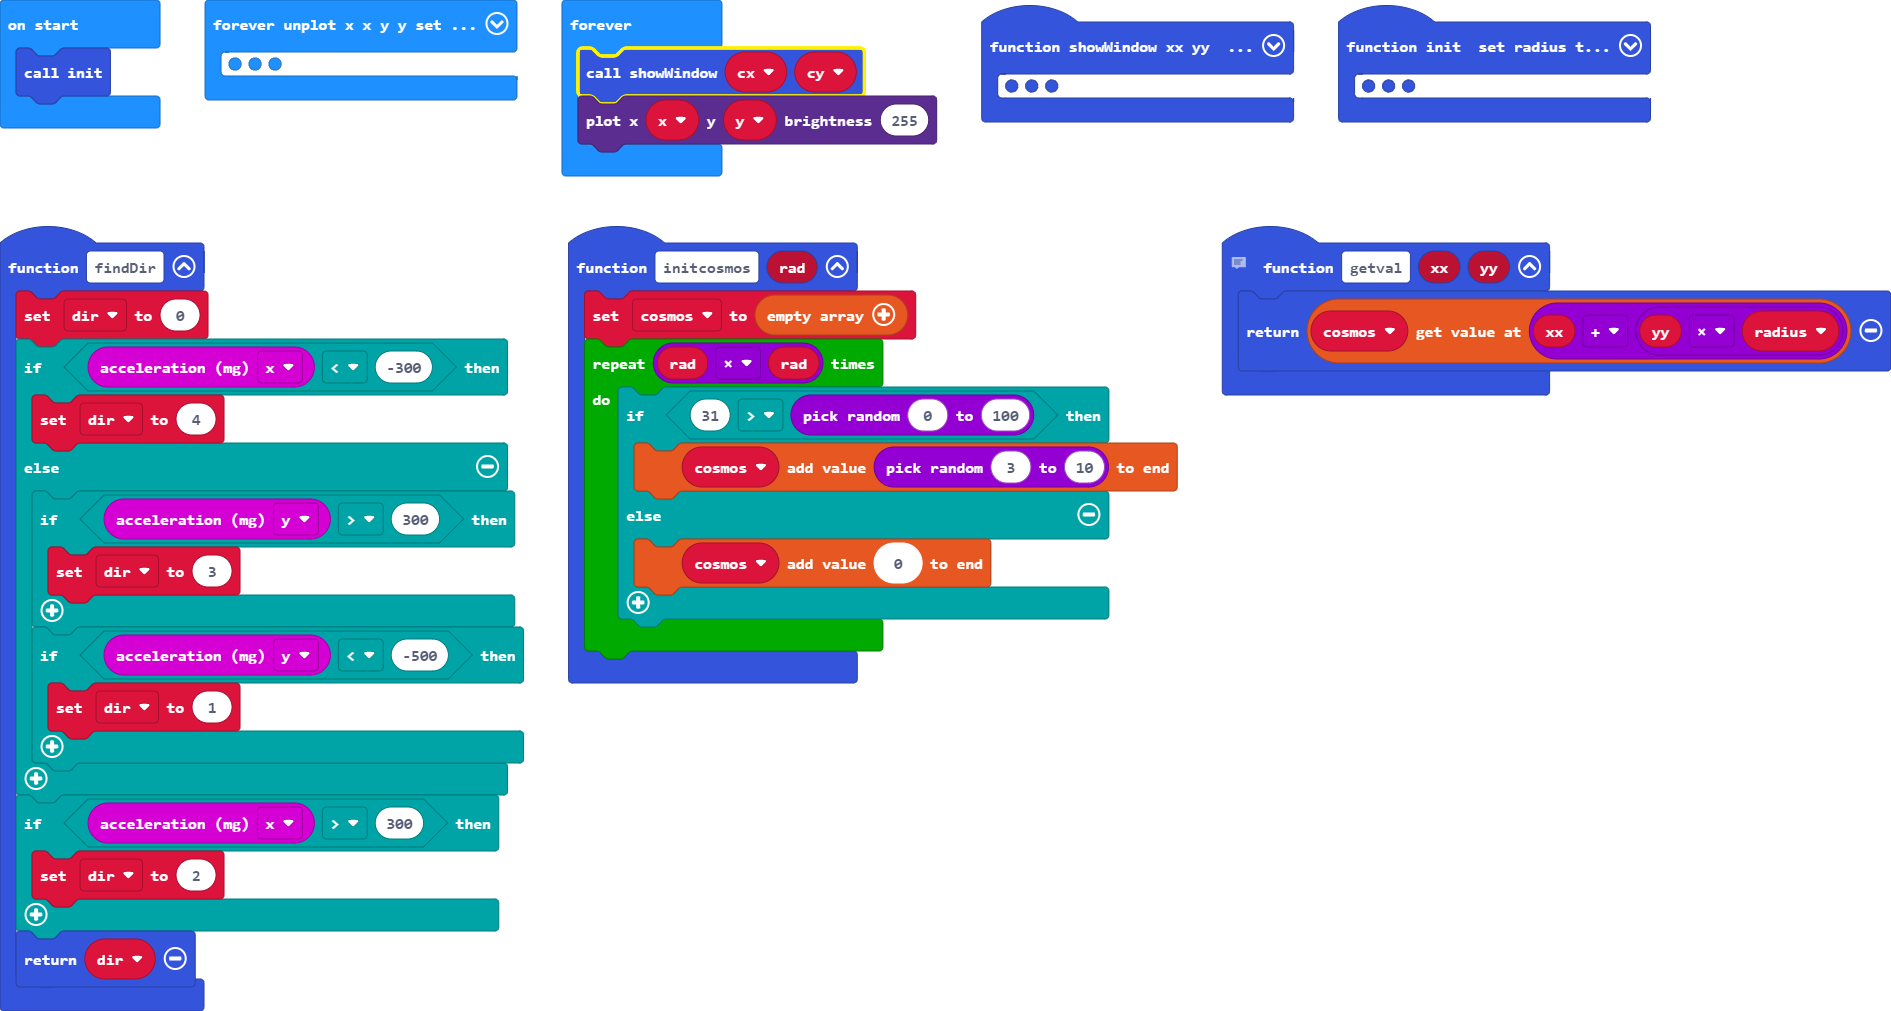 on start
call init
forever unplot x x y y set ...
forever
call showWindow cx cy
plot x x y y brightness 255
function showWindow xx yy ...
function init set radius t...
function findDir
set dir to 0
if acceleration (mg) x < -300 then
set dir to 4
else
if acceleration (mg) y > 300 then
set dir to 3
if acceleration (mg) y < -500 then
set dir to 1
if acceleration (mg) x > 300 then
set dir to 2
return dir
function initcosmos rad
set cosmos to empty array
repeat rad × rad times
do
if 31 > pick random 0 to 100 then
cosmos add value pick random 3 to 10 to end
else
cosmos add value 0 to end
function getval xx yy
return cosmos get value at xx + yy × radius